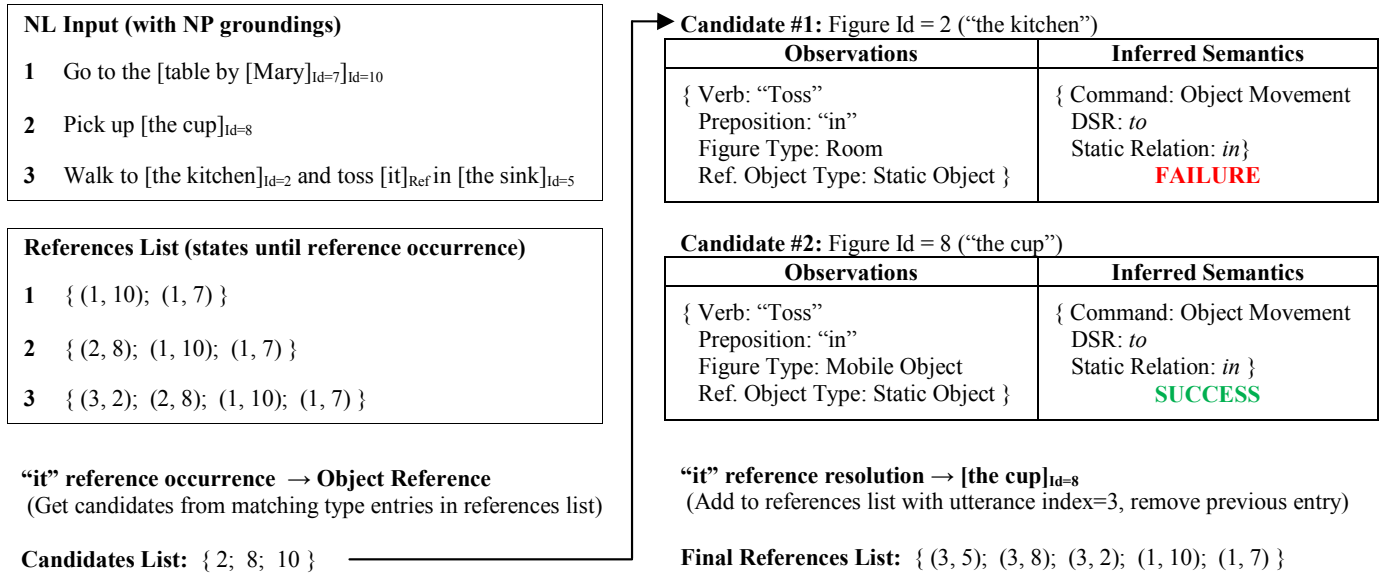 NL Input (with NP groundings)
1 Go to the [table by [Mary]Id=7]Id=10
2 Pick up [the cup]Id=8
3 Walk to [the kitchen]Id=2 and toss [it]Ref in [the sink]Id=5
References List (states until reference occurrence)
1 { (1, 10); (1, 7) }
2 { (2, 8); (1, 10); (1, 7) }
3 { (3, 2); (2, 8); (1, 10); (1, 7) }
“it” reference occurrence → Object Reference
(Get candidates from matching type entries in references list)
Candidates List: { 2; 8; 10 }
Candidate #1: Figure Id = 2 (“the kitchen”)
Observations
{ Verb: “Toss”
Preposition: “in”
Figure Type: Room
Ref. Object Type: Static Object }
Inferred Semantics
{ Command: Object Movement
DSR: to
Static Relation: in}
FAILURE
Candidate #2: Figure Id = 8 (“the cup”)
Observations
{ Verb: “Toss”
Preposition: “in”
Figure Type: Mobile Object
Ref. Object Type: Static Object }
Inferred Semantics
{ Command: Object Movement
DSR: to
Static Relation: in }
SUCCESS
“it” reference resolution → [the cup]Id=8
(Add to references list with utterance index=3, remove previous entry)
Final References List: { (3, 5); (3, 8); (3, 2); (1, 10); (1, 7) }